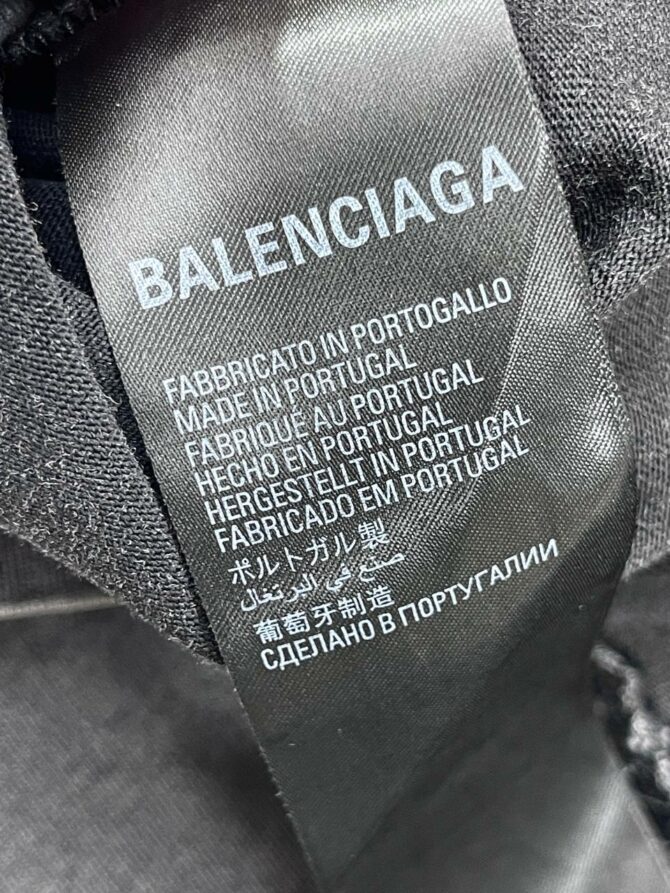 BALENCIAGA
FABBRICATO IN PORTOGALLO
MADE IN PORTUGAL
FABRIQUÉ AU PORTUGAL
HECHO EN PORTUGAL
HERGESTELLT IN PORTUGAL
FABRICADO EM PORTUGAL
ポルトガル製
صنع في البرتغال
葡萄牙制造
СДЕЛАНО В ПОРТУГАЛИИ